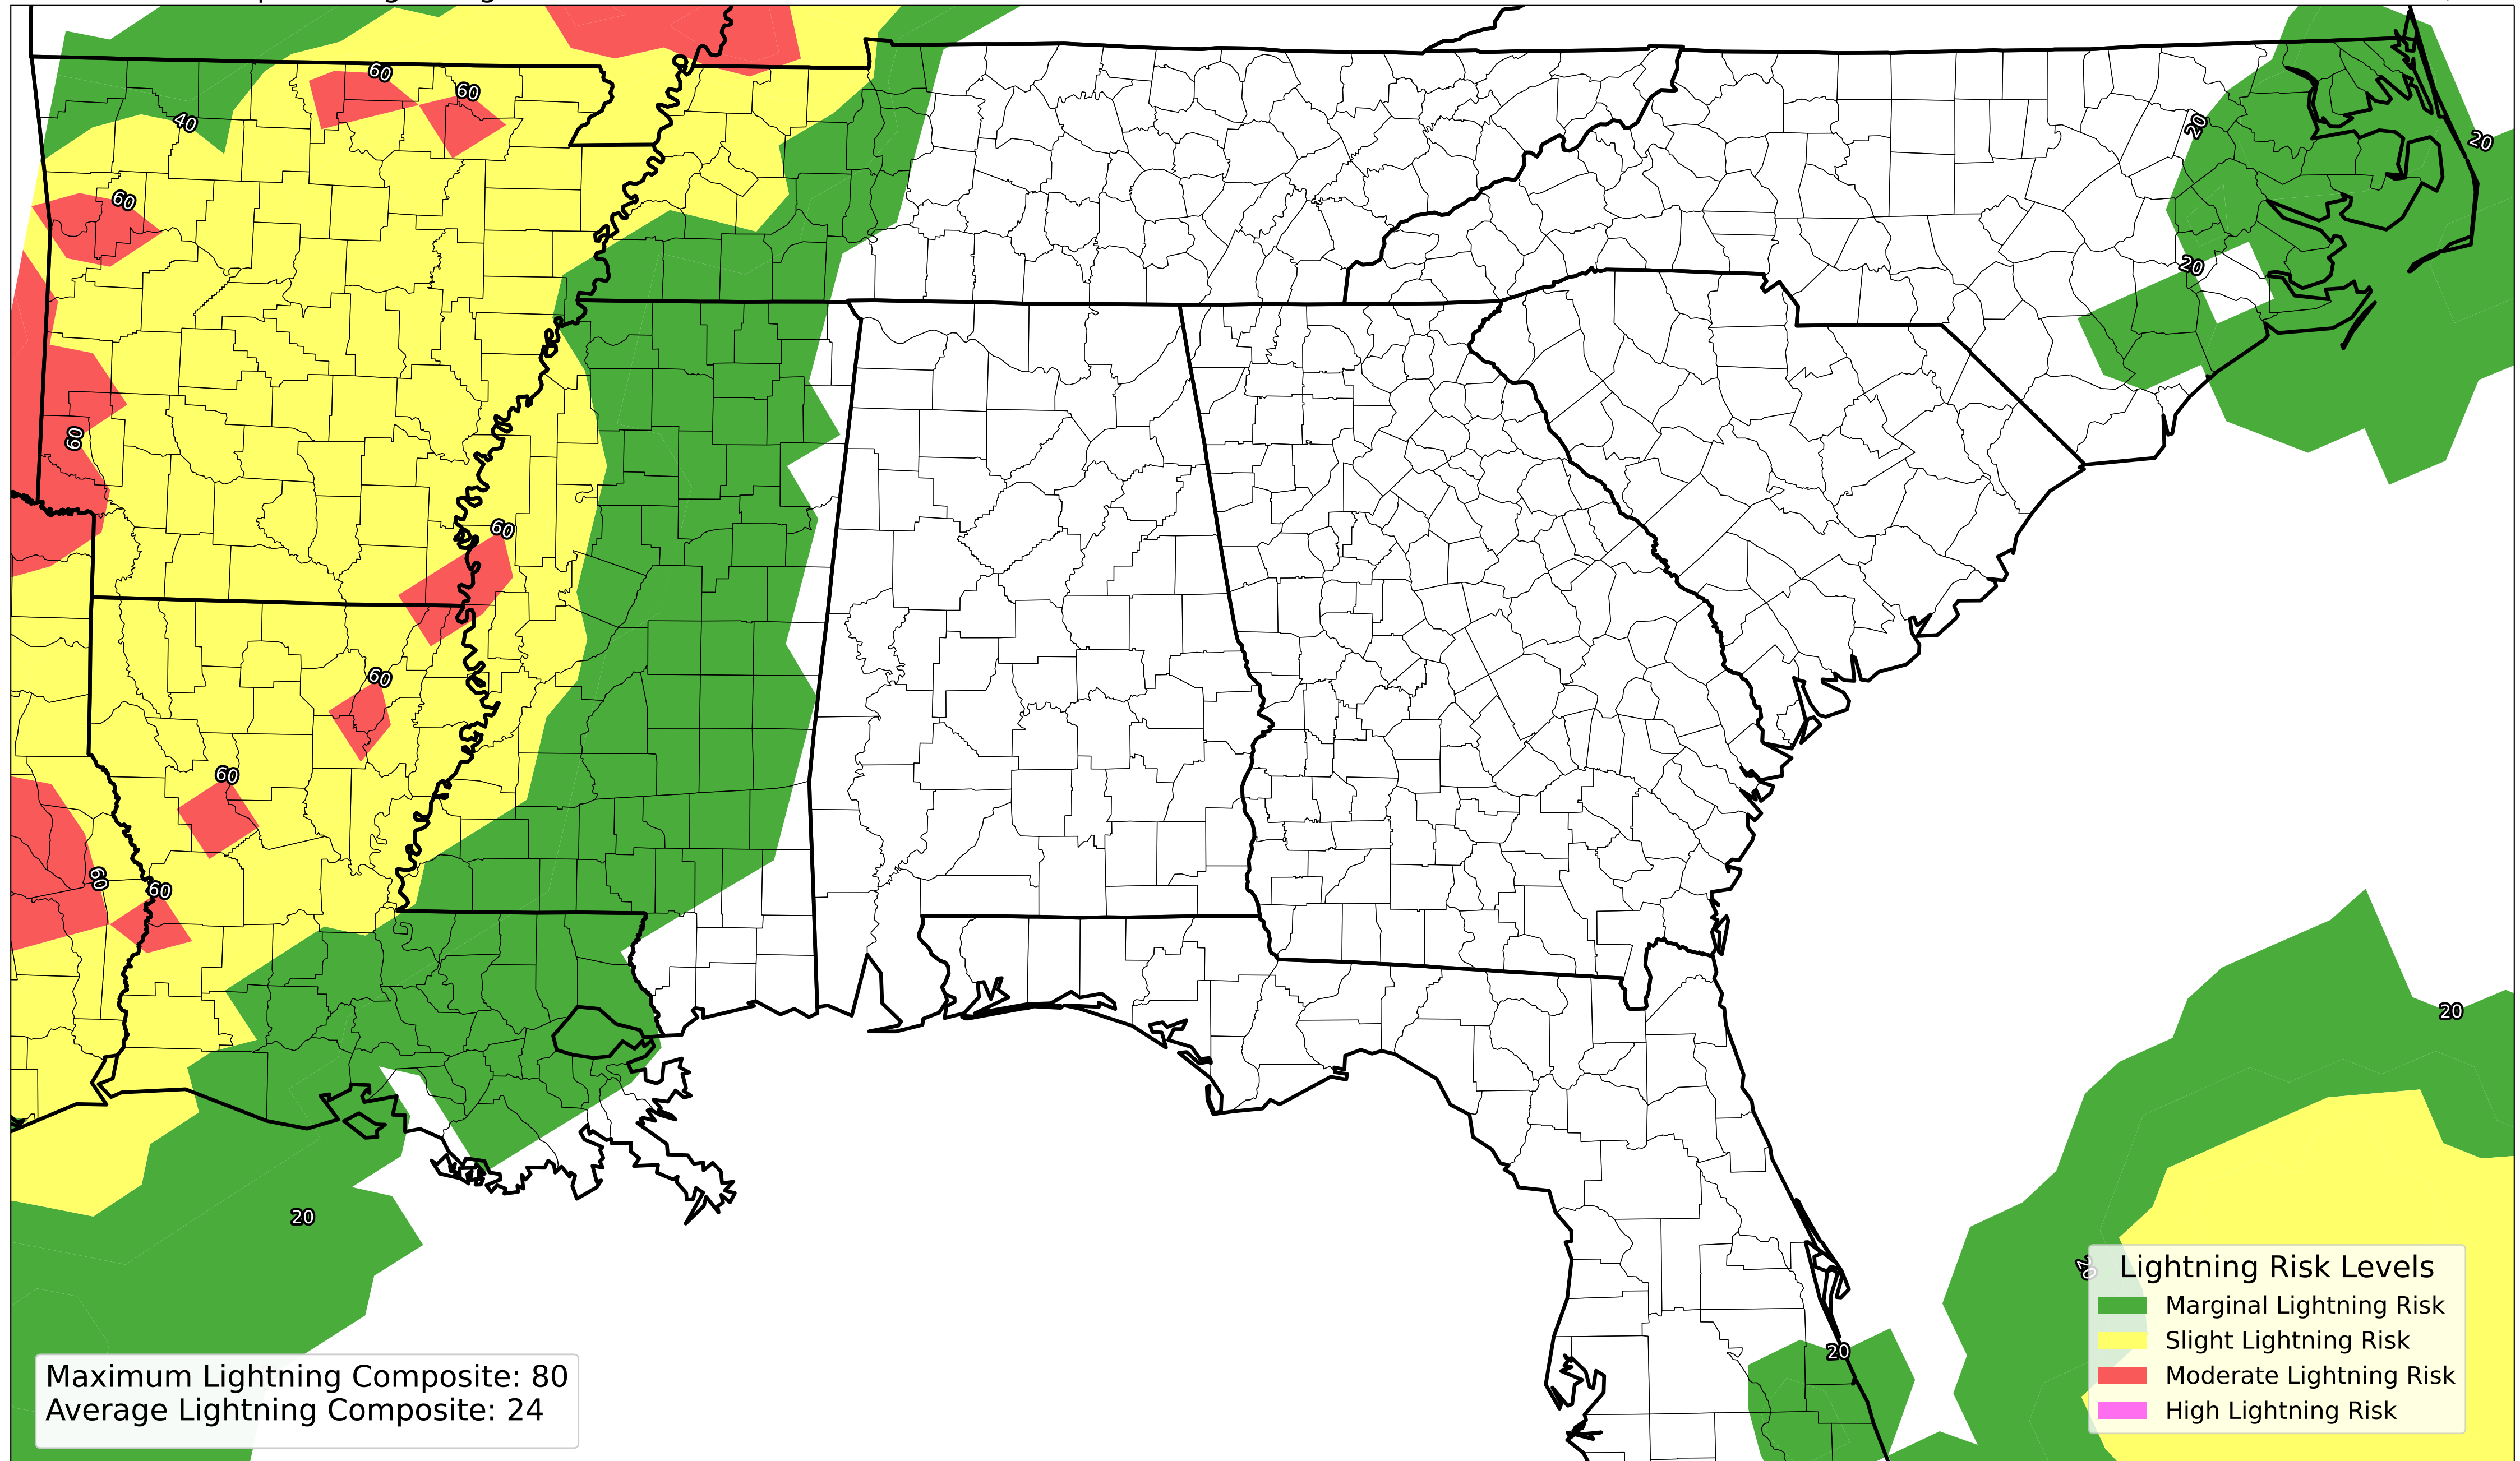 60
60
40
20
20
60
20
60
60
60
60
60
60
20
20
20
20
Lightning Risk Levels
Marginal Lightning Risk
Slight Lightning Risk
Moderate Lightning Risk
High Lightning Risk
Maximum Lightning Composite: 80
Average Lightning Composite: 24